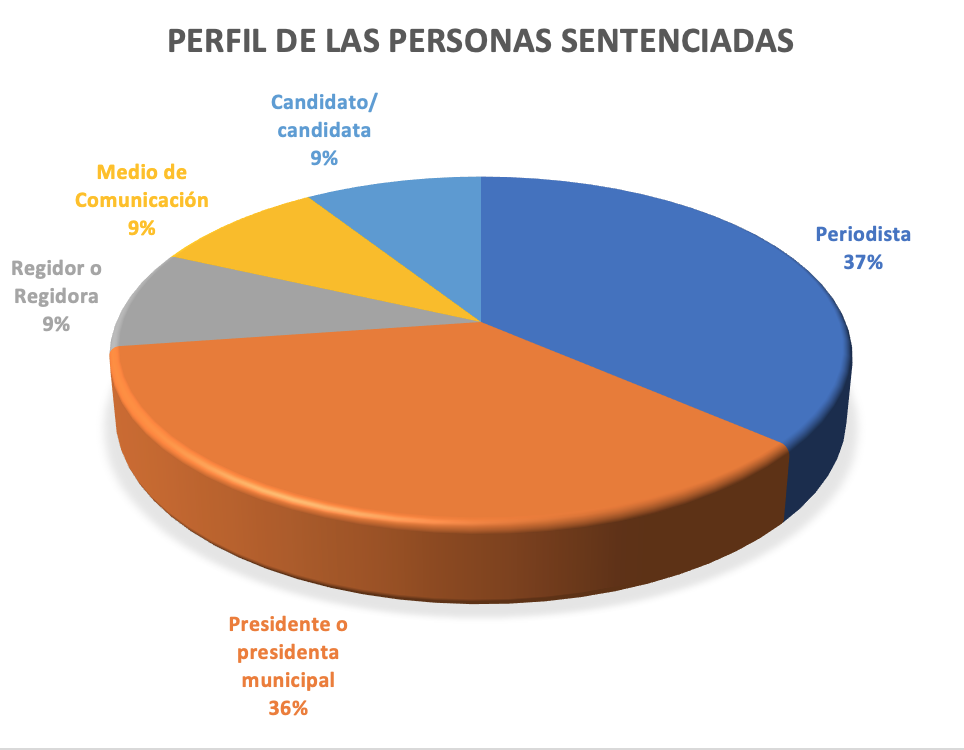 PERFIL DE LAS PERSONAS SENTENCIADAS
Candidato/
candidata
9%
Medio de
Comunicación
9%
Periodista
37%
Regidor o
Regidora
9%
Presidente o
presidenta
municipal
36%